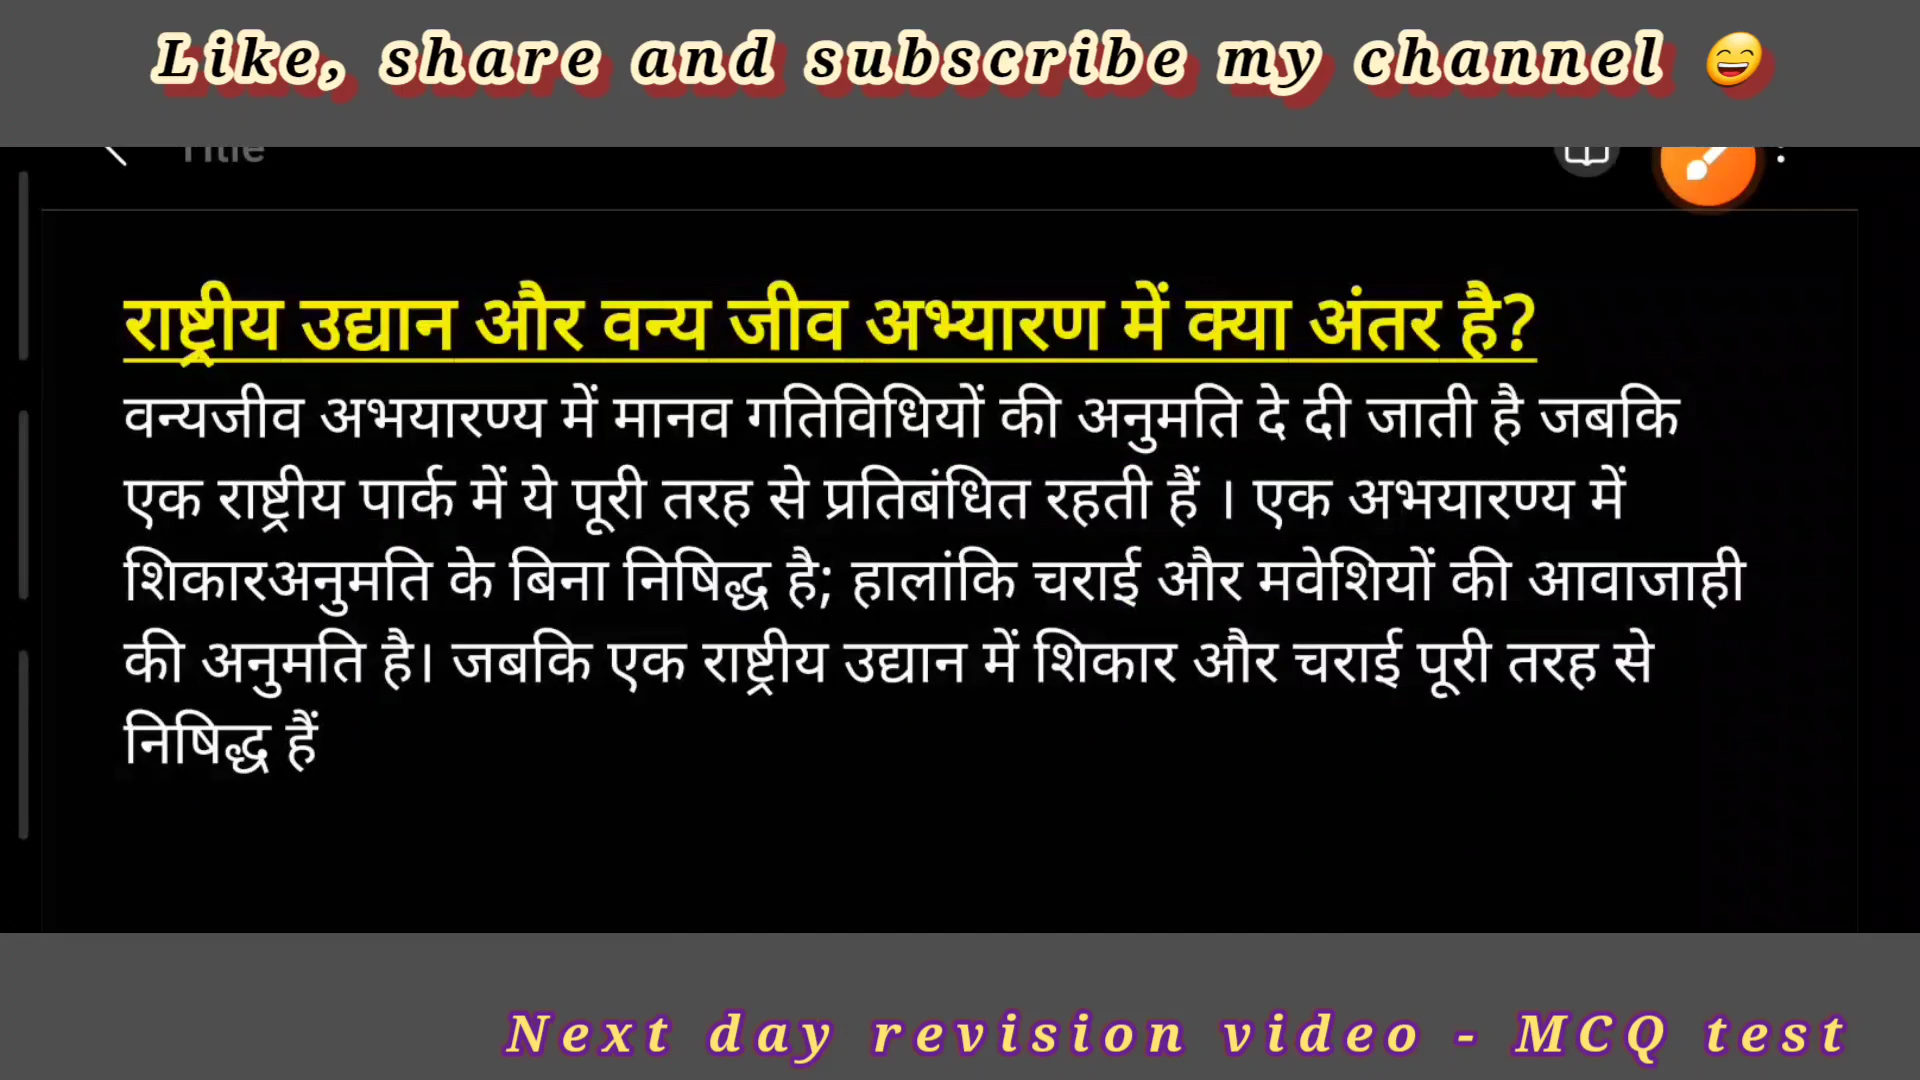 Like, share and subscribe my channel 😄
Title
राष्ट्रीय उद्यान और वन्य जीव अभ्यारण में क्या अंतर है?
वन्यजीव अभयारण्य में मानव गतिविधियों की अनुमति दे दी जाती है जबकि
एक राष्ट्रीय पार्क में ये पूरी तरह से प्रतिबंधित रहती हैं । एक अभयारण्य में
शिकारअनुमति के बिना निषिद्ध है; हालांकि चराई और मवेशियों की आवाजाही
की अनुमति है। जबकि एक राष्ट्रीय उद्यान में शिकार और चराई पूरी तरह से
निषिद्ध हैं
Next day revision video - MCQ test